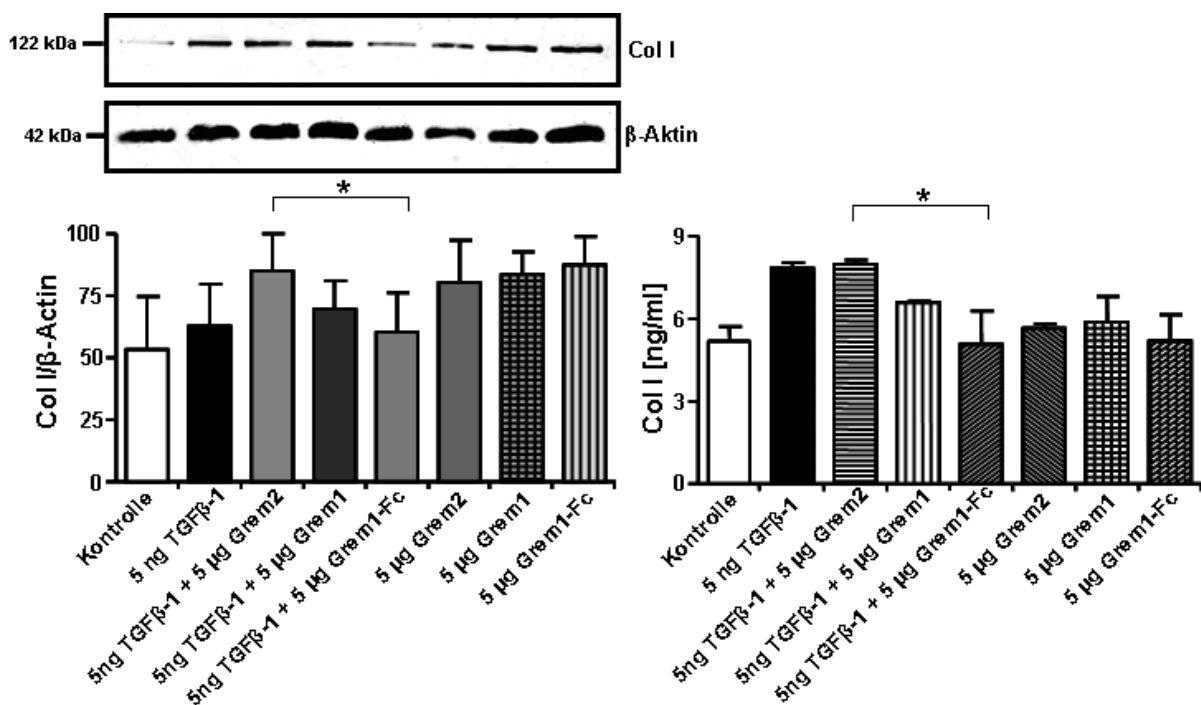 122 kDa
Col I
42 kDa
β-Aktin
*
Col I/β-Actin
100
75
50
25
0
Kontrolle
5 ng TGFβ-1
5ng TGFβ-1 + 5 µg Grem2
5ng TGFβ-1 + 5 µg Grem1
5ng TGFβ-1 + 5 µg Grem1-Fc
5 µg Grem2
5 µg Grem1
5 µg Grem1-Fc
*
Col I [ng/ml]
9
6
3
0
Kontrolle
5 ng TGFβ-1
5ng TGFβ-1 + 5 µg Grem2
5ng TGFβ-1 + 5 µg Grem1
5ng TGFβ-1 + 5 µg Grem1-Fc
5 µg Grem2
5 µg Grem1
5 µg Grem1-Fc